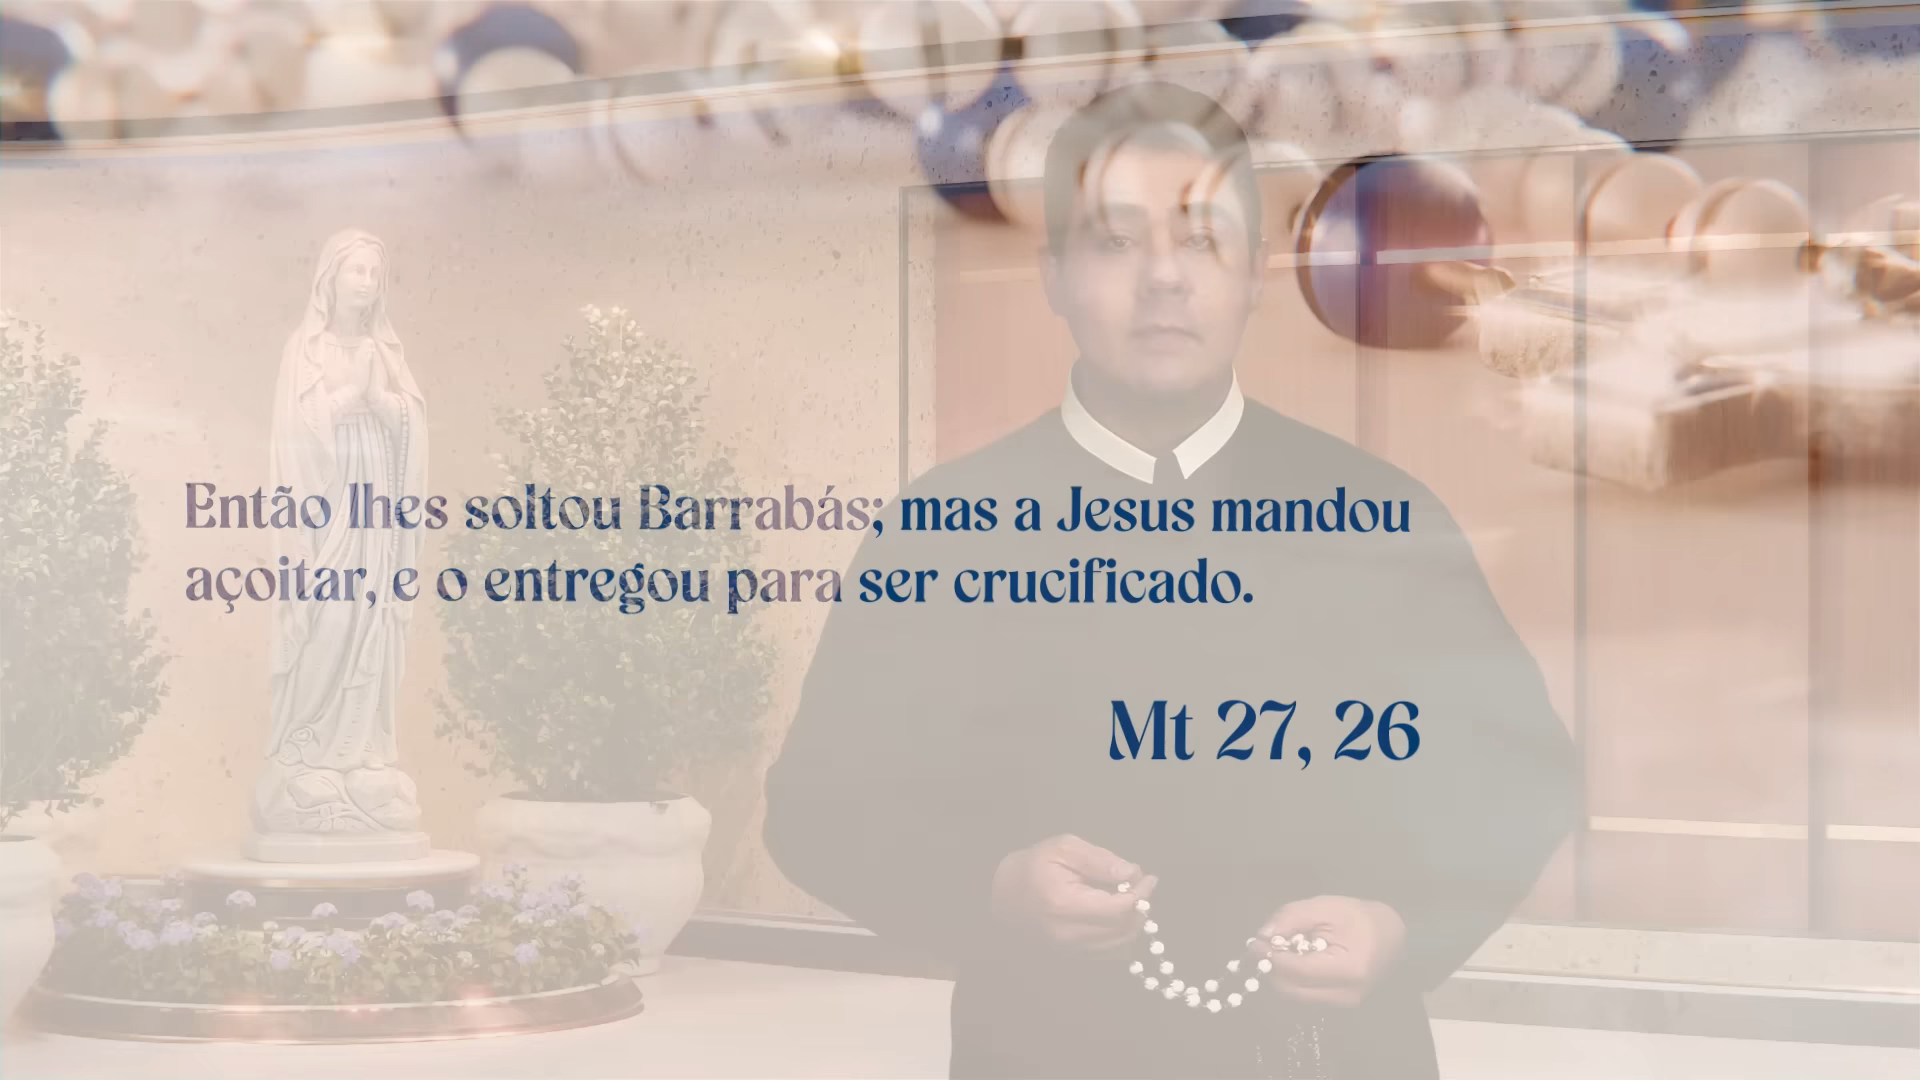 Então lhes soltou Barrabás; mas a Jesus mandou
açoitar, e o entregou para ser crucificado.
Mt 27, 26